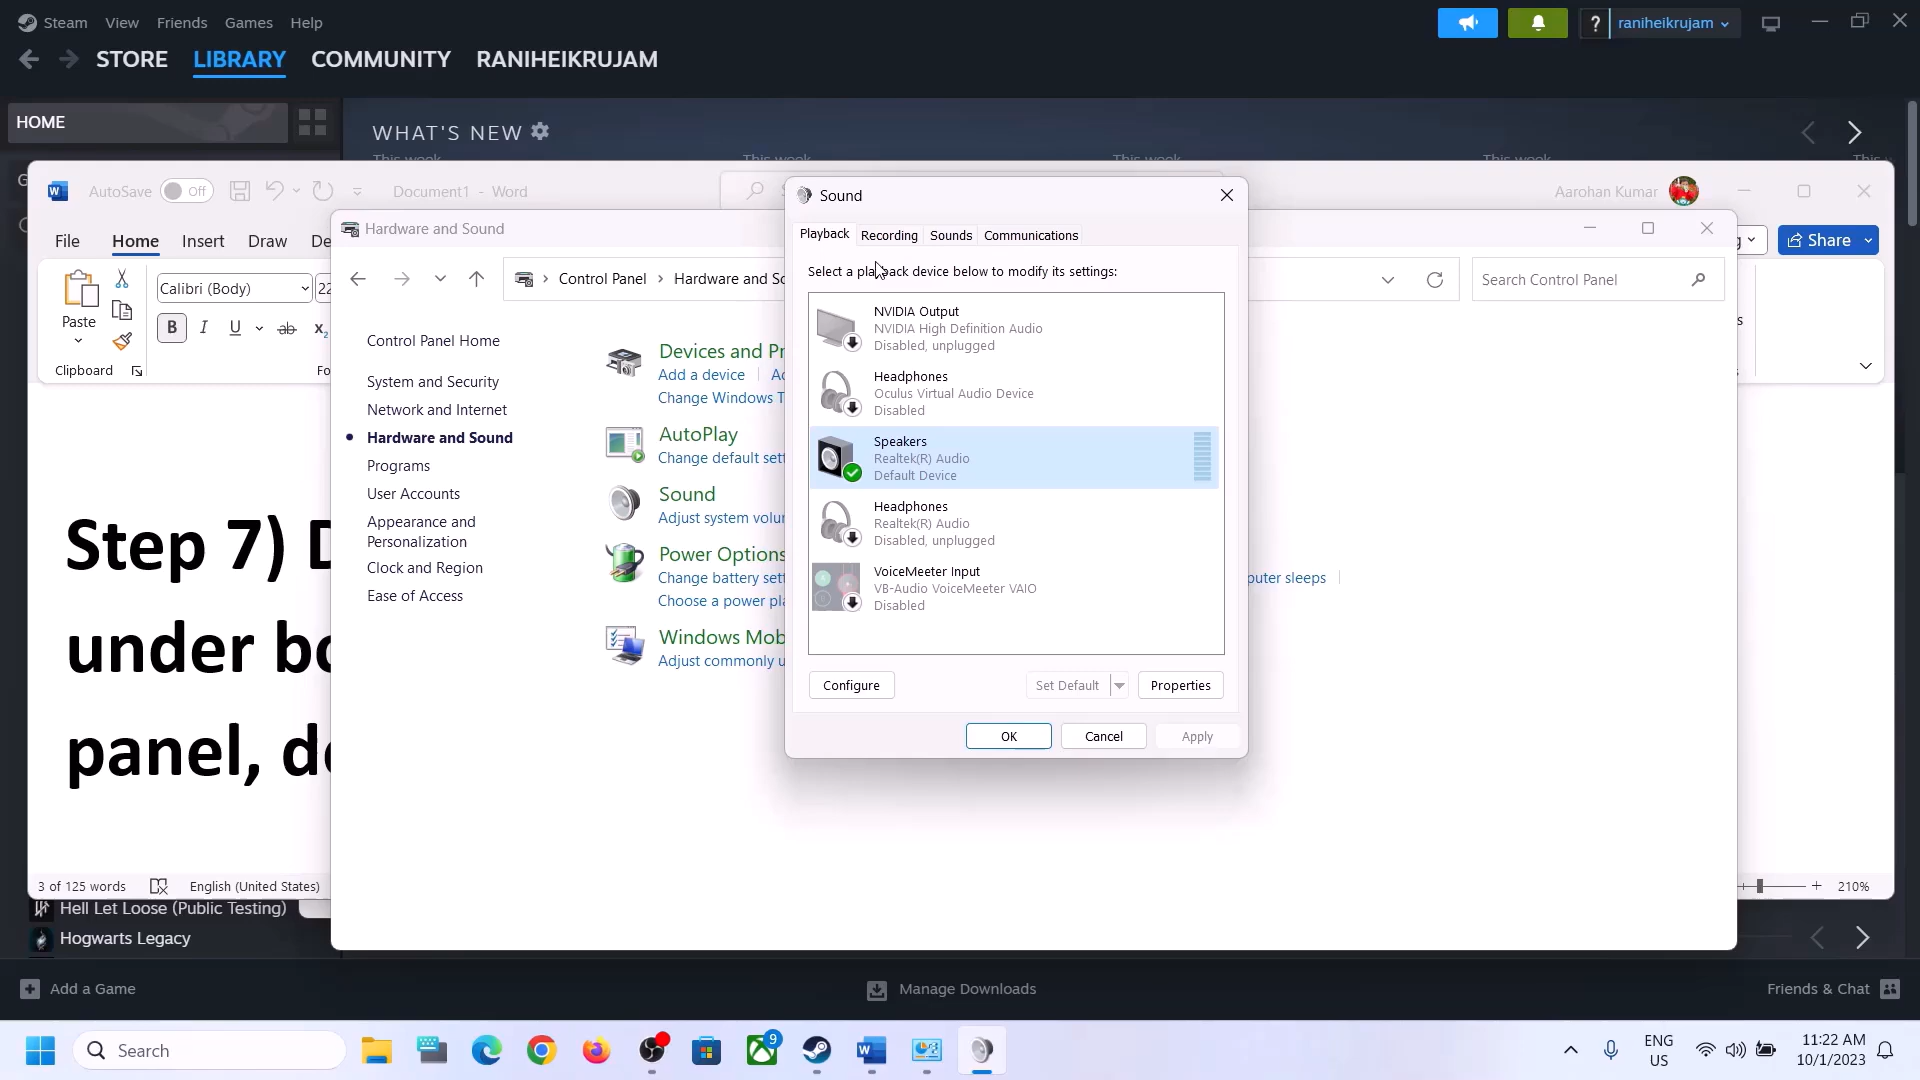 Steam View Friends Games Help
raniheikrujam
STORE LIBRARY COMMUNITY RANIHEIKRUJAM
HOME
WHAT'S NEW
AutoSave Off
Document1 - Word
Aarohan Kumar
File Home Insert Draw De
Share
Calibri (Body) 22
Paste
Clipboard
Fo
Step 7) D
under bo
panel, de
3 of 125 words
English (United States)
210%
Hardware and Sound
Control Panel > Hardware and So
Search Control Panel
Control Panel Home
System and Security
Network and Internet
Hardware and Sound
Programs
User Accounts
Appearance and
Personalization
Clock and Region
Ease of Access
Devices and Pr
Add a device
Change Windows T
AutoPlay
Change default sett
Sound
Adjust system volu
Power Options
Change battery sett
Choose a power pla
puter sleeps
Windows Mob
Adjust commonly u
Sound
Playback Recording Sounds Communications
Select a playback device below to modify its settings:
NVIDIA Output
NVIDIA High Definition Audio
Disabled, unplugged
Headphones
Oculus Virtual Audio Device
Disabled
Speakers
Realtek(R) Audio
Default Device
Headphones
Realtek(R) Audio
Disabled, unplugged
VoiceMeeter Input
VB-Audio VoiceMeeter VAIO
Disabled
Configure Set Default Properties
OK Cancel Apply
Hell Let Loose (Public Testing)
Hogwarts Legacy
Add a Game
Manage Downloads
Friends & Chat
Search
9
ENG
US
11:22 AM
10/1/2023